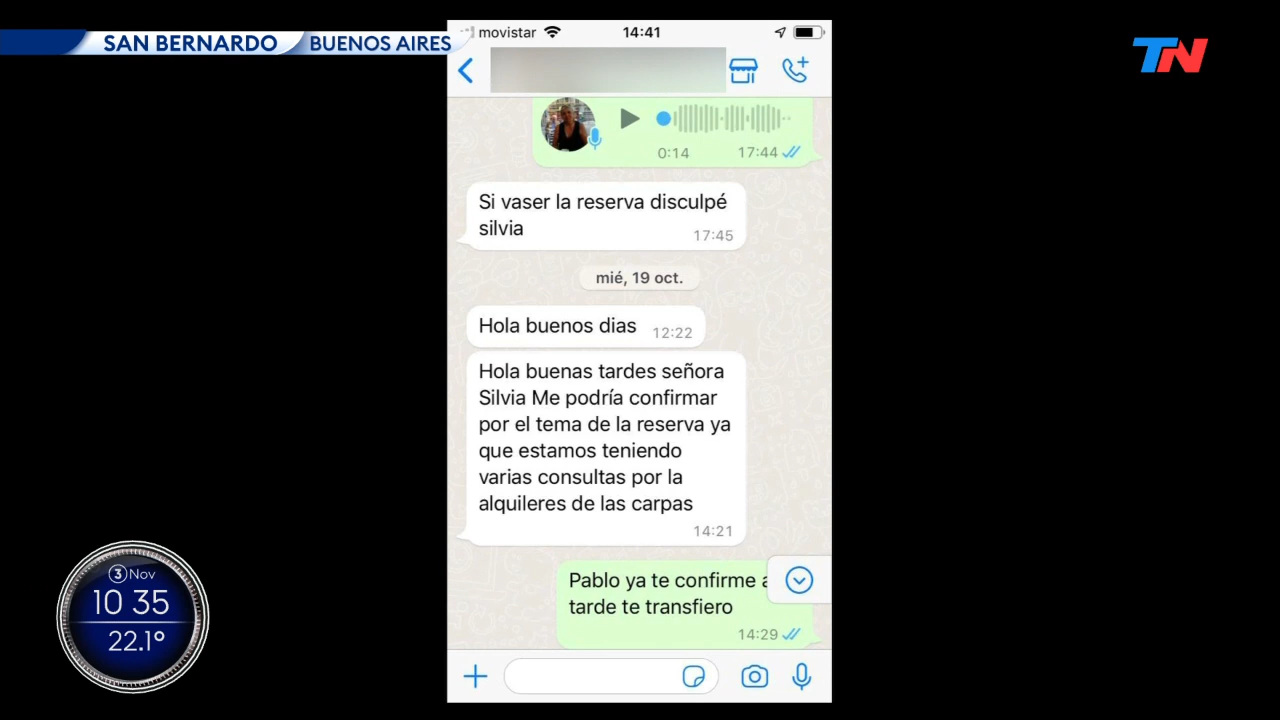 SAN BERNARDO BUENOS AIRES
TN
movistar 14:41
0:14 17:44
Si vaser la reserva disculpé
silvia
17:45
mié, 19 oct.
Hola buenos dias 12:22
Hola buenas tardes señora
Silvia Me podría confirmar
por el tema de la reserva ya
que estamos teniendo
varias consultas por la
alquileres de las carpas
14:21
Pablo ya te confirme a
tarde te transfiero
14:29
3 Nov
10 35
22.1°